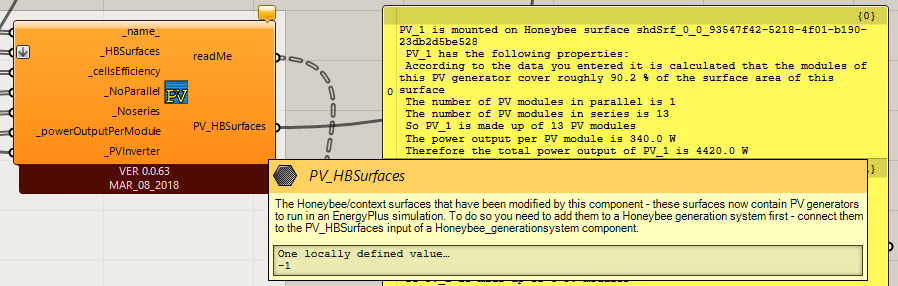 _name_
_HBSurfaces
_cellsEfficiency
_NoParallel
_Noseries
_powerOutputPerModule
_PVInverter
readMe
PV_HBSurfaces
PV
VER 0.0.63
MAR_08_2018
{0}
PV_1 is mounted on Honeybee surface shdSrf_0_0_93547f42-5218-4f01-b190-
23db2d5be528
PV_1 has the following properties:
According to the data you entered it is calculated that the modules of
this PV generator cover roughly 90.2 % of the surface area of this
0 surface
The number of PV modules in parallel is 1
The number of PV modules in series is 13
So PV_1 is made up of 13 PV modules
The power output per PV module is 340.0 W
Therefore the total power output of PV_1 is 4420.0 W
PV_HBSurfaces
The Honeybee/context surfaces that have been modified by this component - these surfaces now contain PV generators
to run in an EnergyPlus simulation. To do so you need to add them to a Honeybee generation system first - connect them
to the PV_HBSurfaces input of a Honeybee_generationsystem component.
One locally defined value…
-1